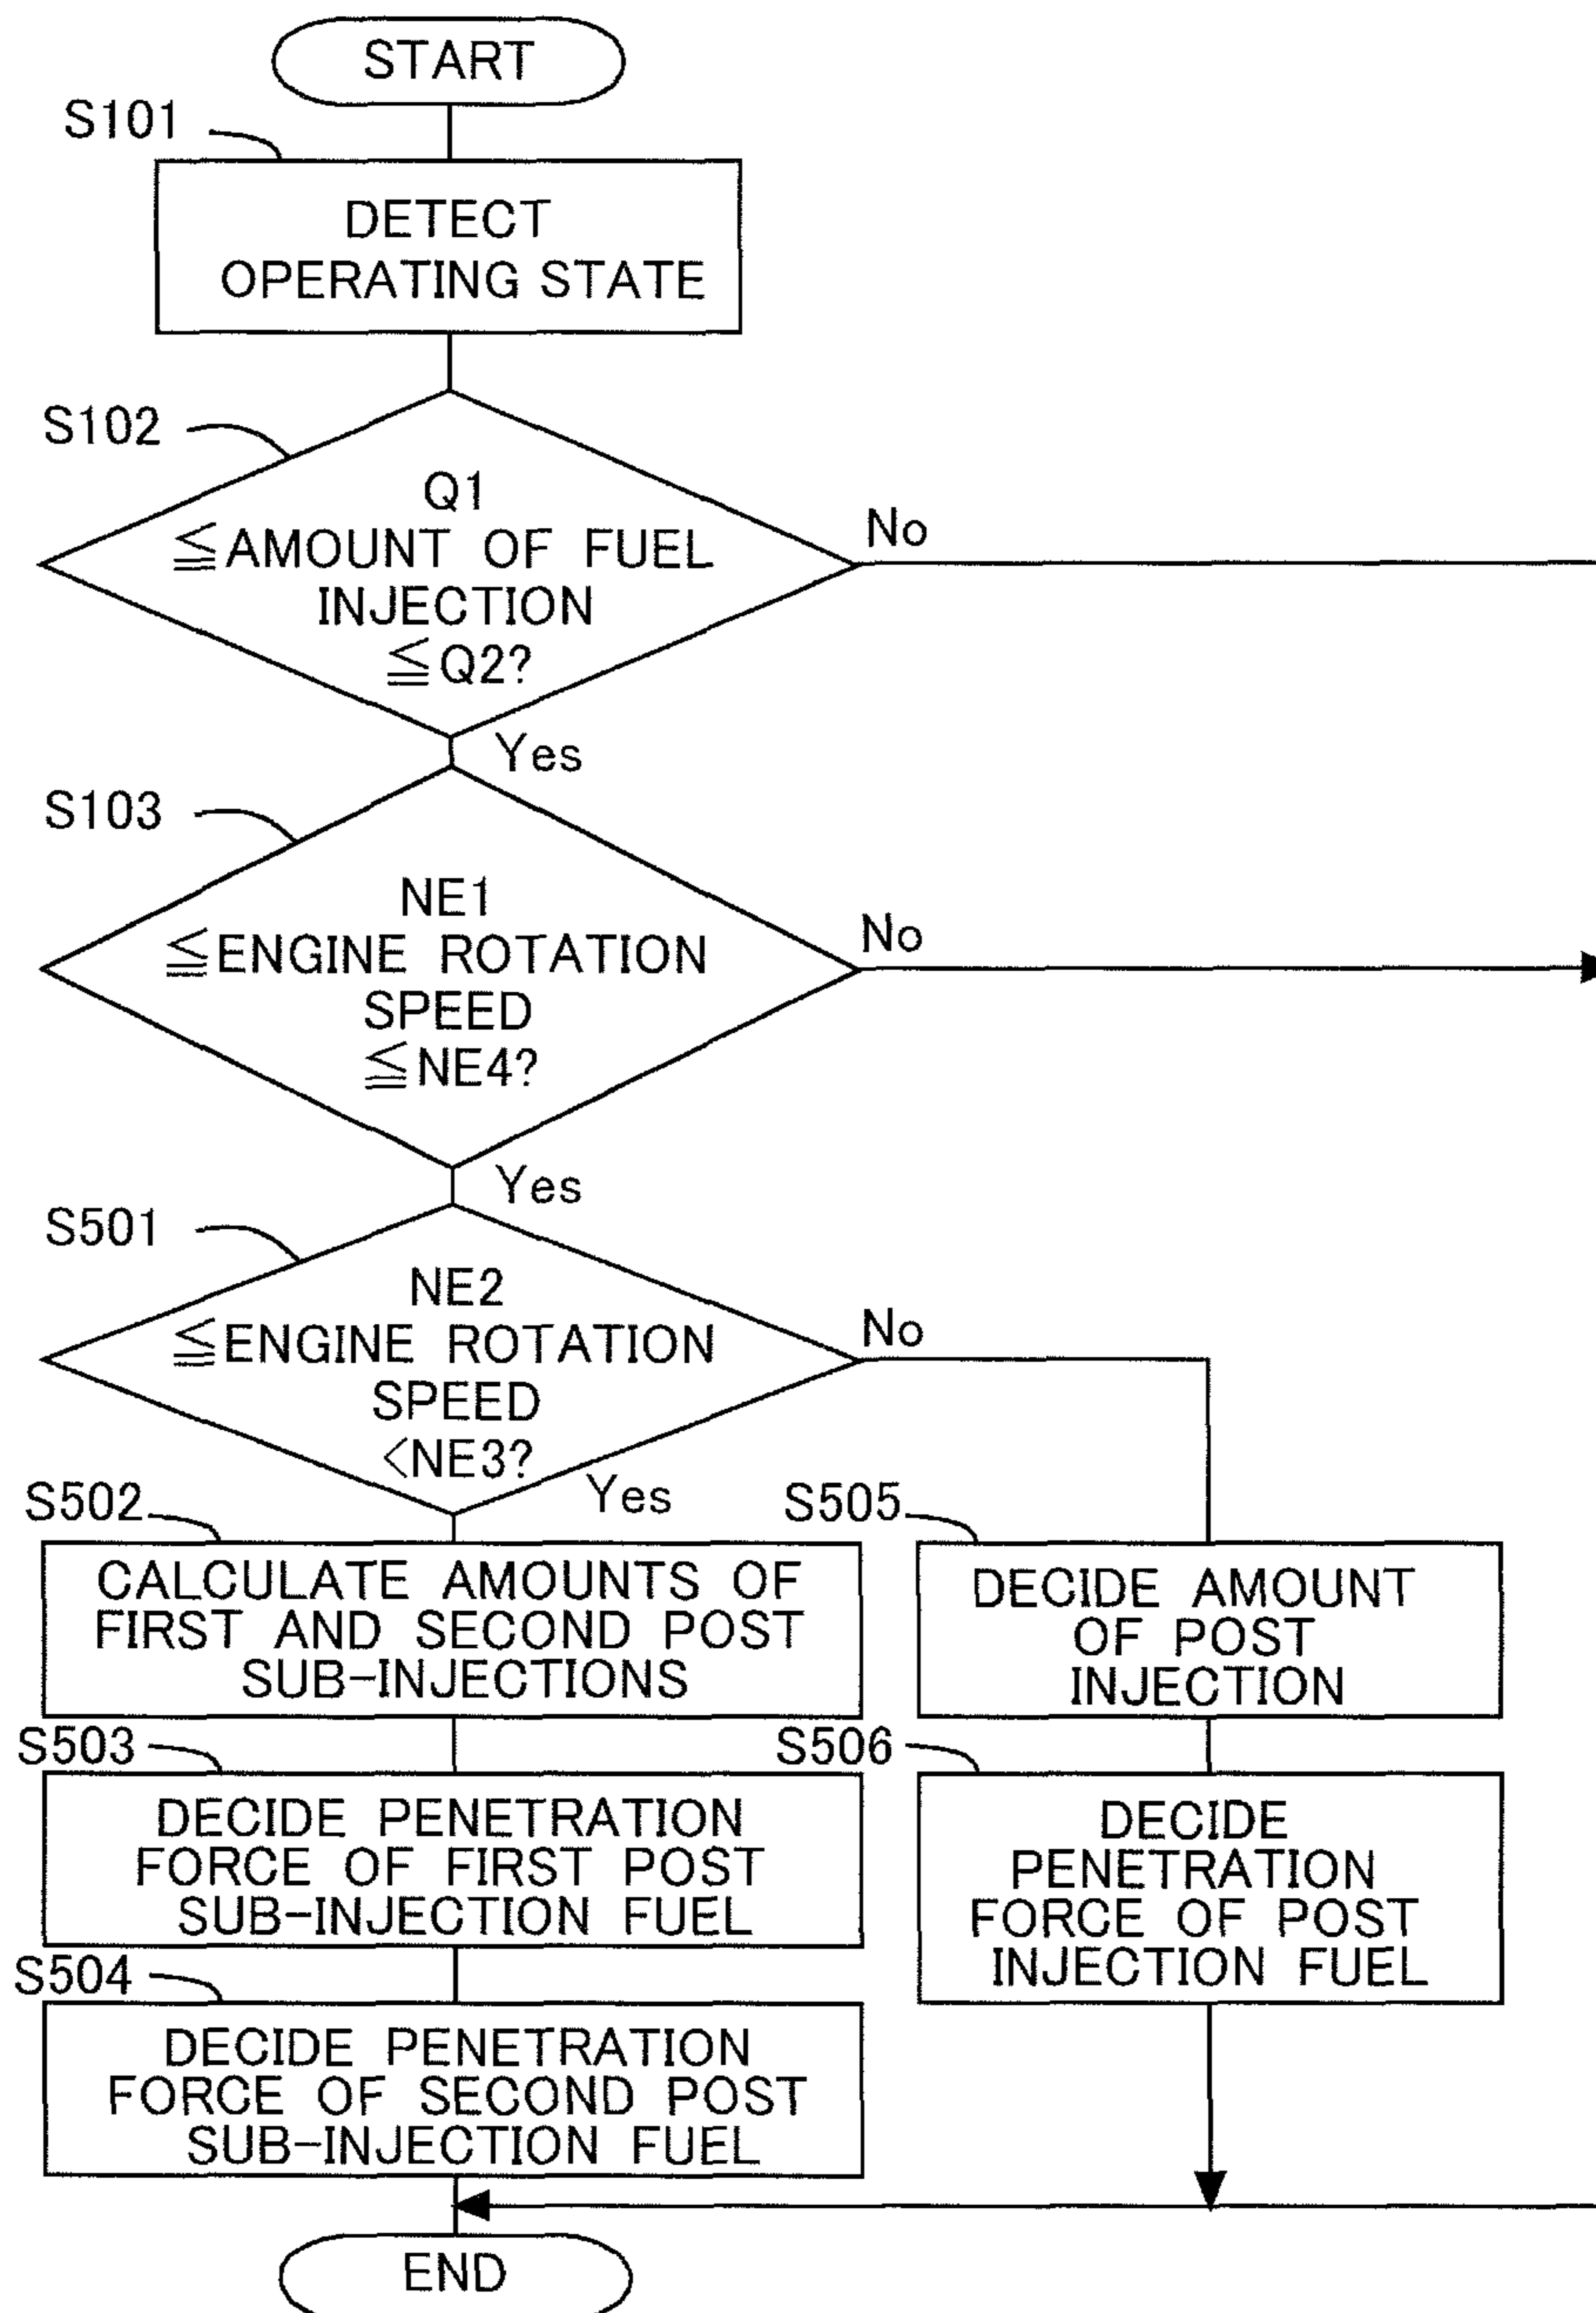 START
S101
DETECT
OPERATING STATE
S102
Q1
≦AMOUNT OF FUEL
INJECTION
≦Q2?
No
Yes
S103
NE1
≦ENGINE ROTATION
SPEED
≦NE4?
No
Yes
S501
NE2
≦ENGINE ROTATION
SPEED
<NE3?
No
Yes
S502
CALCULATE AMOUNTS OF
FIRST AND SECOND POST
SUB-INJECTIONS
S505
DECIDE AMOUNT
OF POST
INJECTION
S503
DECIDE PENETRATION
FORCE OF FIRST POST
SUB-INJECTION FUEL
S506
DECIDE
PENETRATION
FORCE OF POST
INJECTION FUEL
S504
DECIDE PENETRATION
FORCE OF SECOND POST
SUB-INJECTION FUEL
END